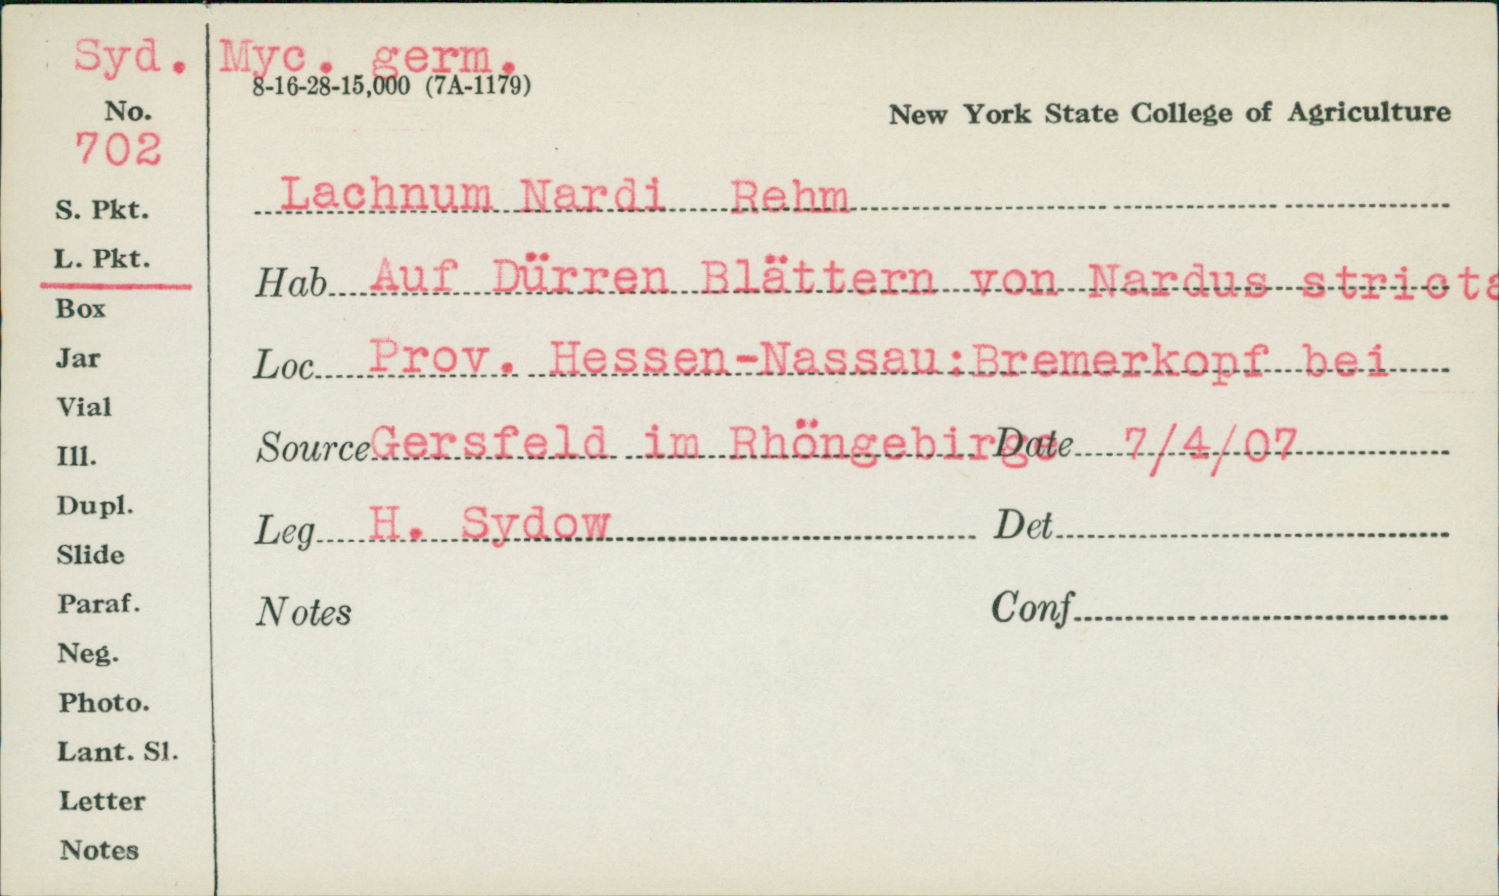 Syd. Myc. germ.
8-16-28-15,000 (7A-1179)
No.
New York State College of Agriculture
702
Lachnum Nardi Rehm
S. Pkt.
L. Pkt.
Hab Auf Dürren Blättern von Nardus stricta
Box
Jar
Loc Prov. Hessen-Nassau:Bremerkopf bei
Vial
Ill.
Source Gersfeld im Rhöngebirge Date 7/4/07
Dupl.
Leg H. Sydow Det
Slide
Paraf.
Notes Conf
Neg.
Photo.
Lant. Sl.
Letter
Notes